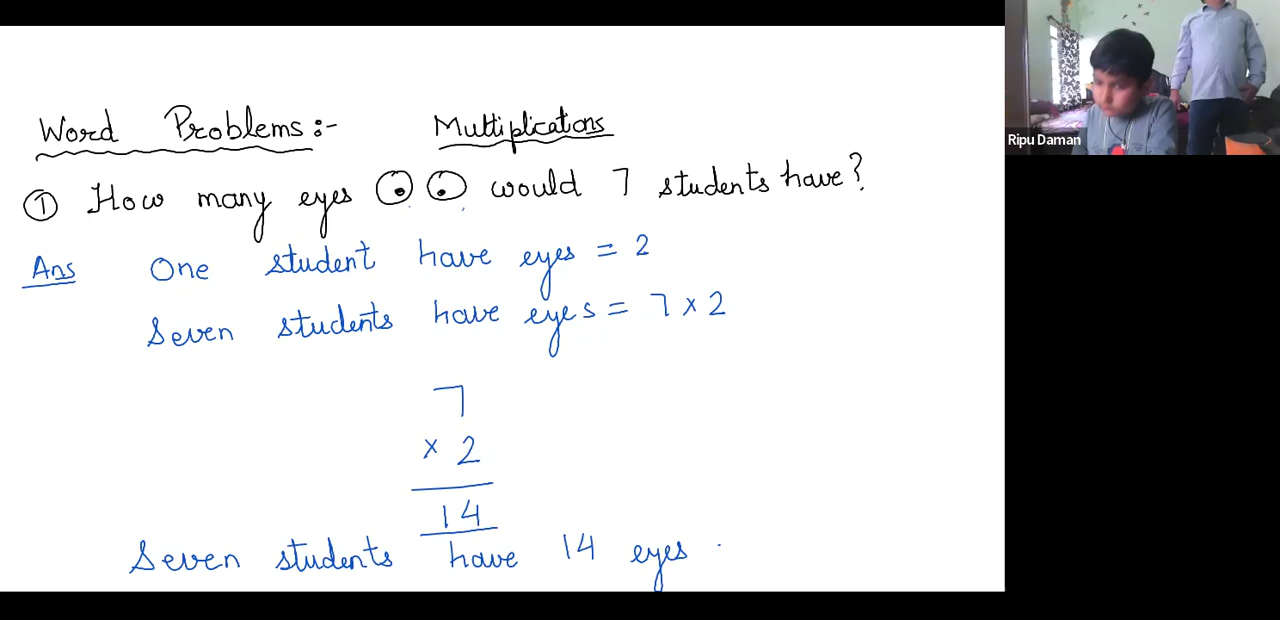 Word Problems:- Multiplications
① How many eyes would 7 students have?
Ans One student have eyes = 2
Seven students have eyes = 7 x 2
7
x 2
14
Seven students have 14 eyes .
Ripu Daman